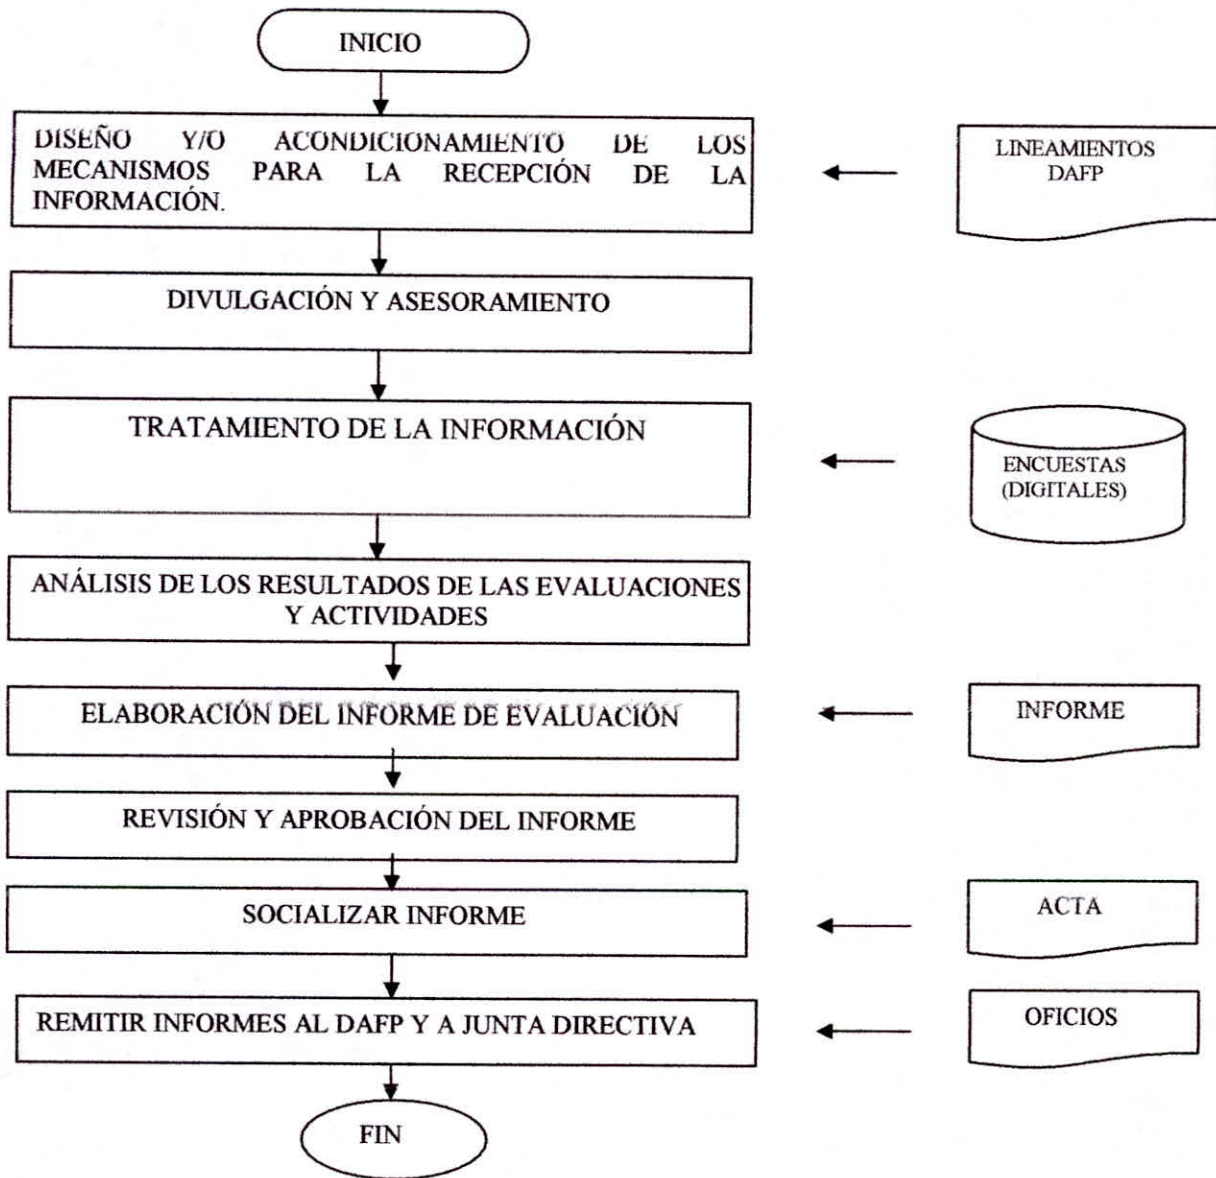 INICIO
DISEÑO Y/O ACONDICIONAMIENTO DE LOS
MECANISMOS PARA LA RECEPCIÓN DE LA
INFORMACIÓN.
LINEAMIENTOS
DAFP
DIVULGACIÓN Y ASESORAMIENTO
TRATAMIENTO DE LA INFORMACIÓN
ENCUESTAS
(DIGITALES)
ANÁLISIS DE LOS RESULTADOS DE LAS EVALUACIONES
Y ACTIVIDADES
ELABORACIÓN DEL INFORME DE EVALUACIÓN
INFORME
REVISIÓN Y APROBACIÓN DEL INFORME
SOCIALIZAR INFORME
ACTA
REMITIR INFORMES AL DAFP Y A JUNTA DIRECTIVA
OFICIOS
FIN